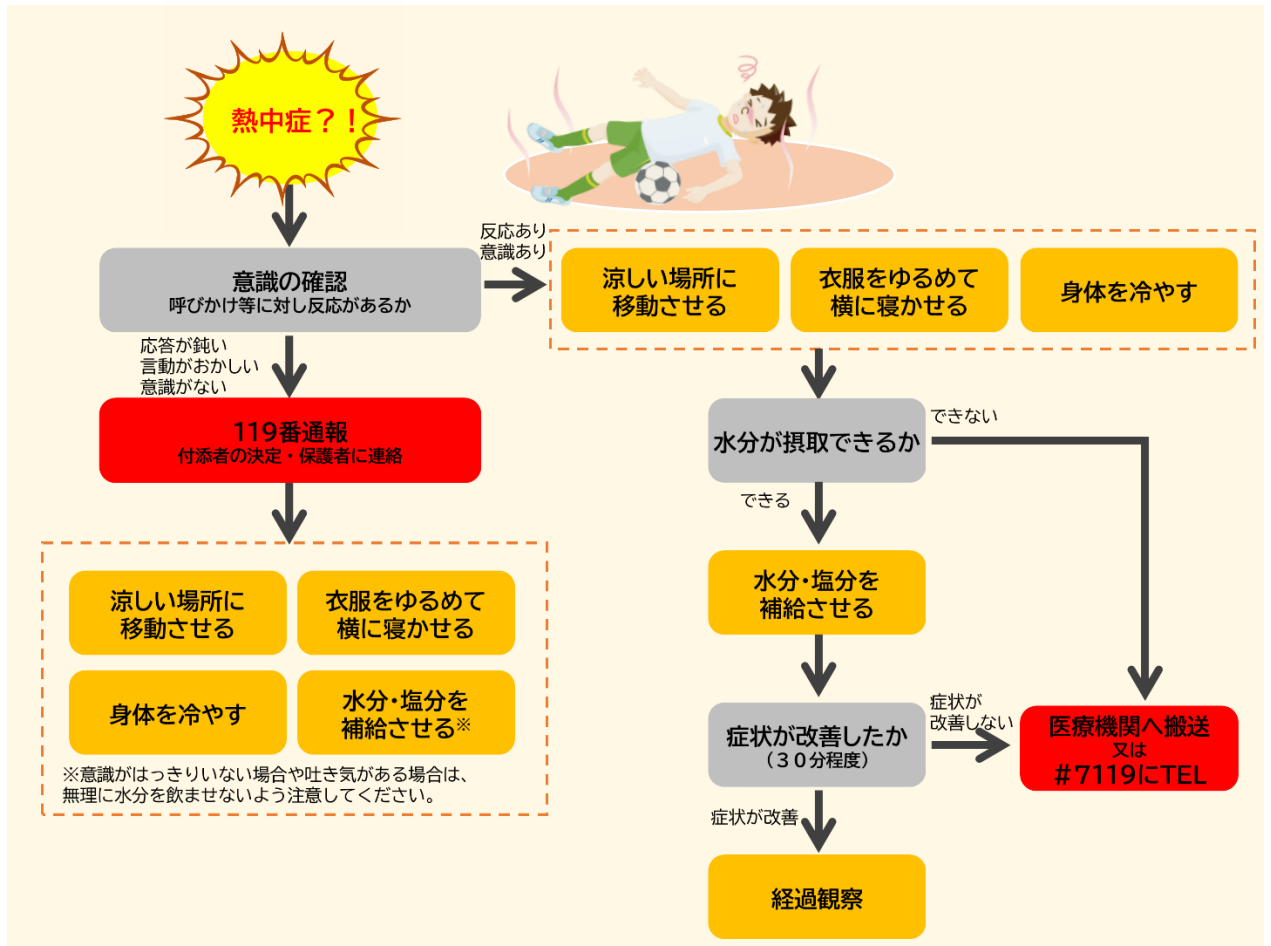 熱中症？！
意識の確認
呼びかけ等に対し反応があるか
反応あり
意識あり
涼しい場所に
移動させる
衣服をゆるめて
横に寝かせる
身体を冷やす
応答が鈍い
言動がおかしい
意識がない
119番通報
付添者の決定・保護者に連絡
涼しい場所に
移動させる
衣服をゆるめて
横に寝かせる
身体を冷やす
水分・塩分を
補給させる※
※意識がはっきりいない場合や吐き気がある場合は、
無理に水分を飲ませないよう注意してください。
水分が摂取できるか
できない
できる
水分・塩分を
補給させる
症状が改善したか
（３０分程度）
症状が
改善しない
医療機関へ搬送
又は
＃7119にTEL
症状が改善
経過観察